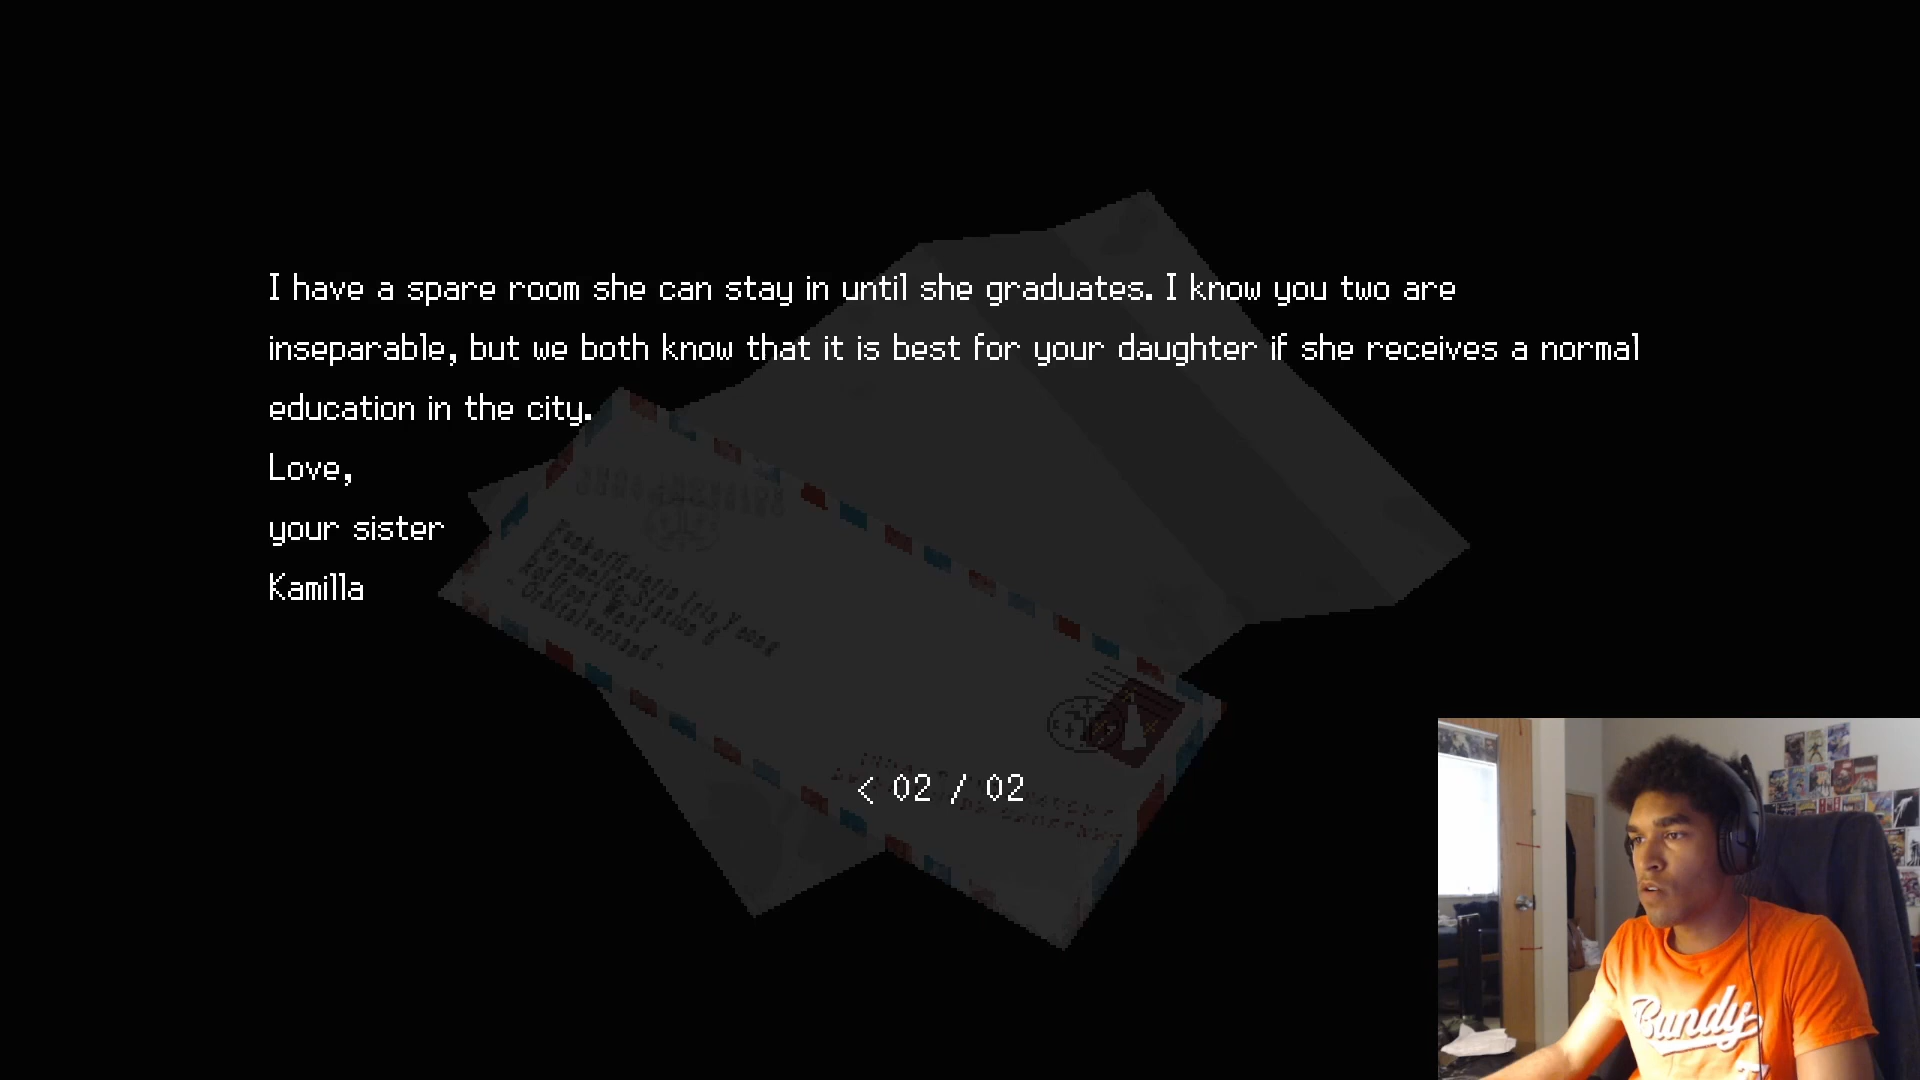 I have a spare room she can stay in until she graduates. I know you two are
inseparable, but we both know that it is best for your daughter if she receives a normal
education in the city.
Love,
your sister
Kamilla
< 02 / 02
Bundy